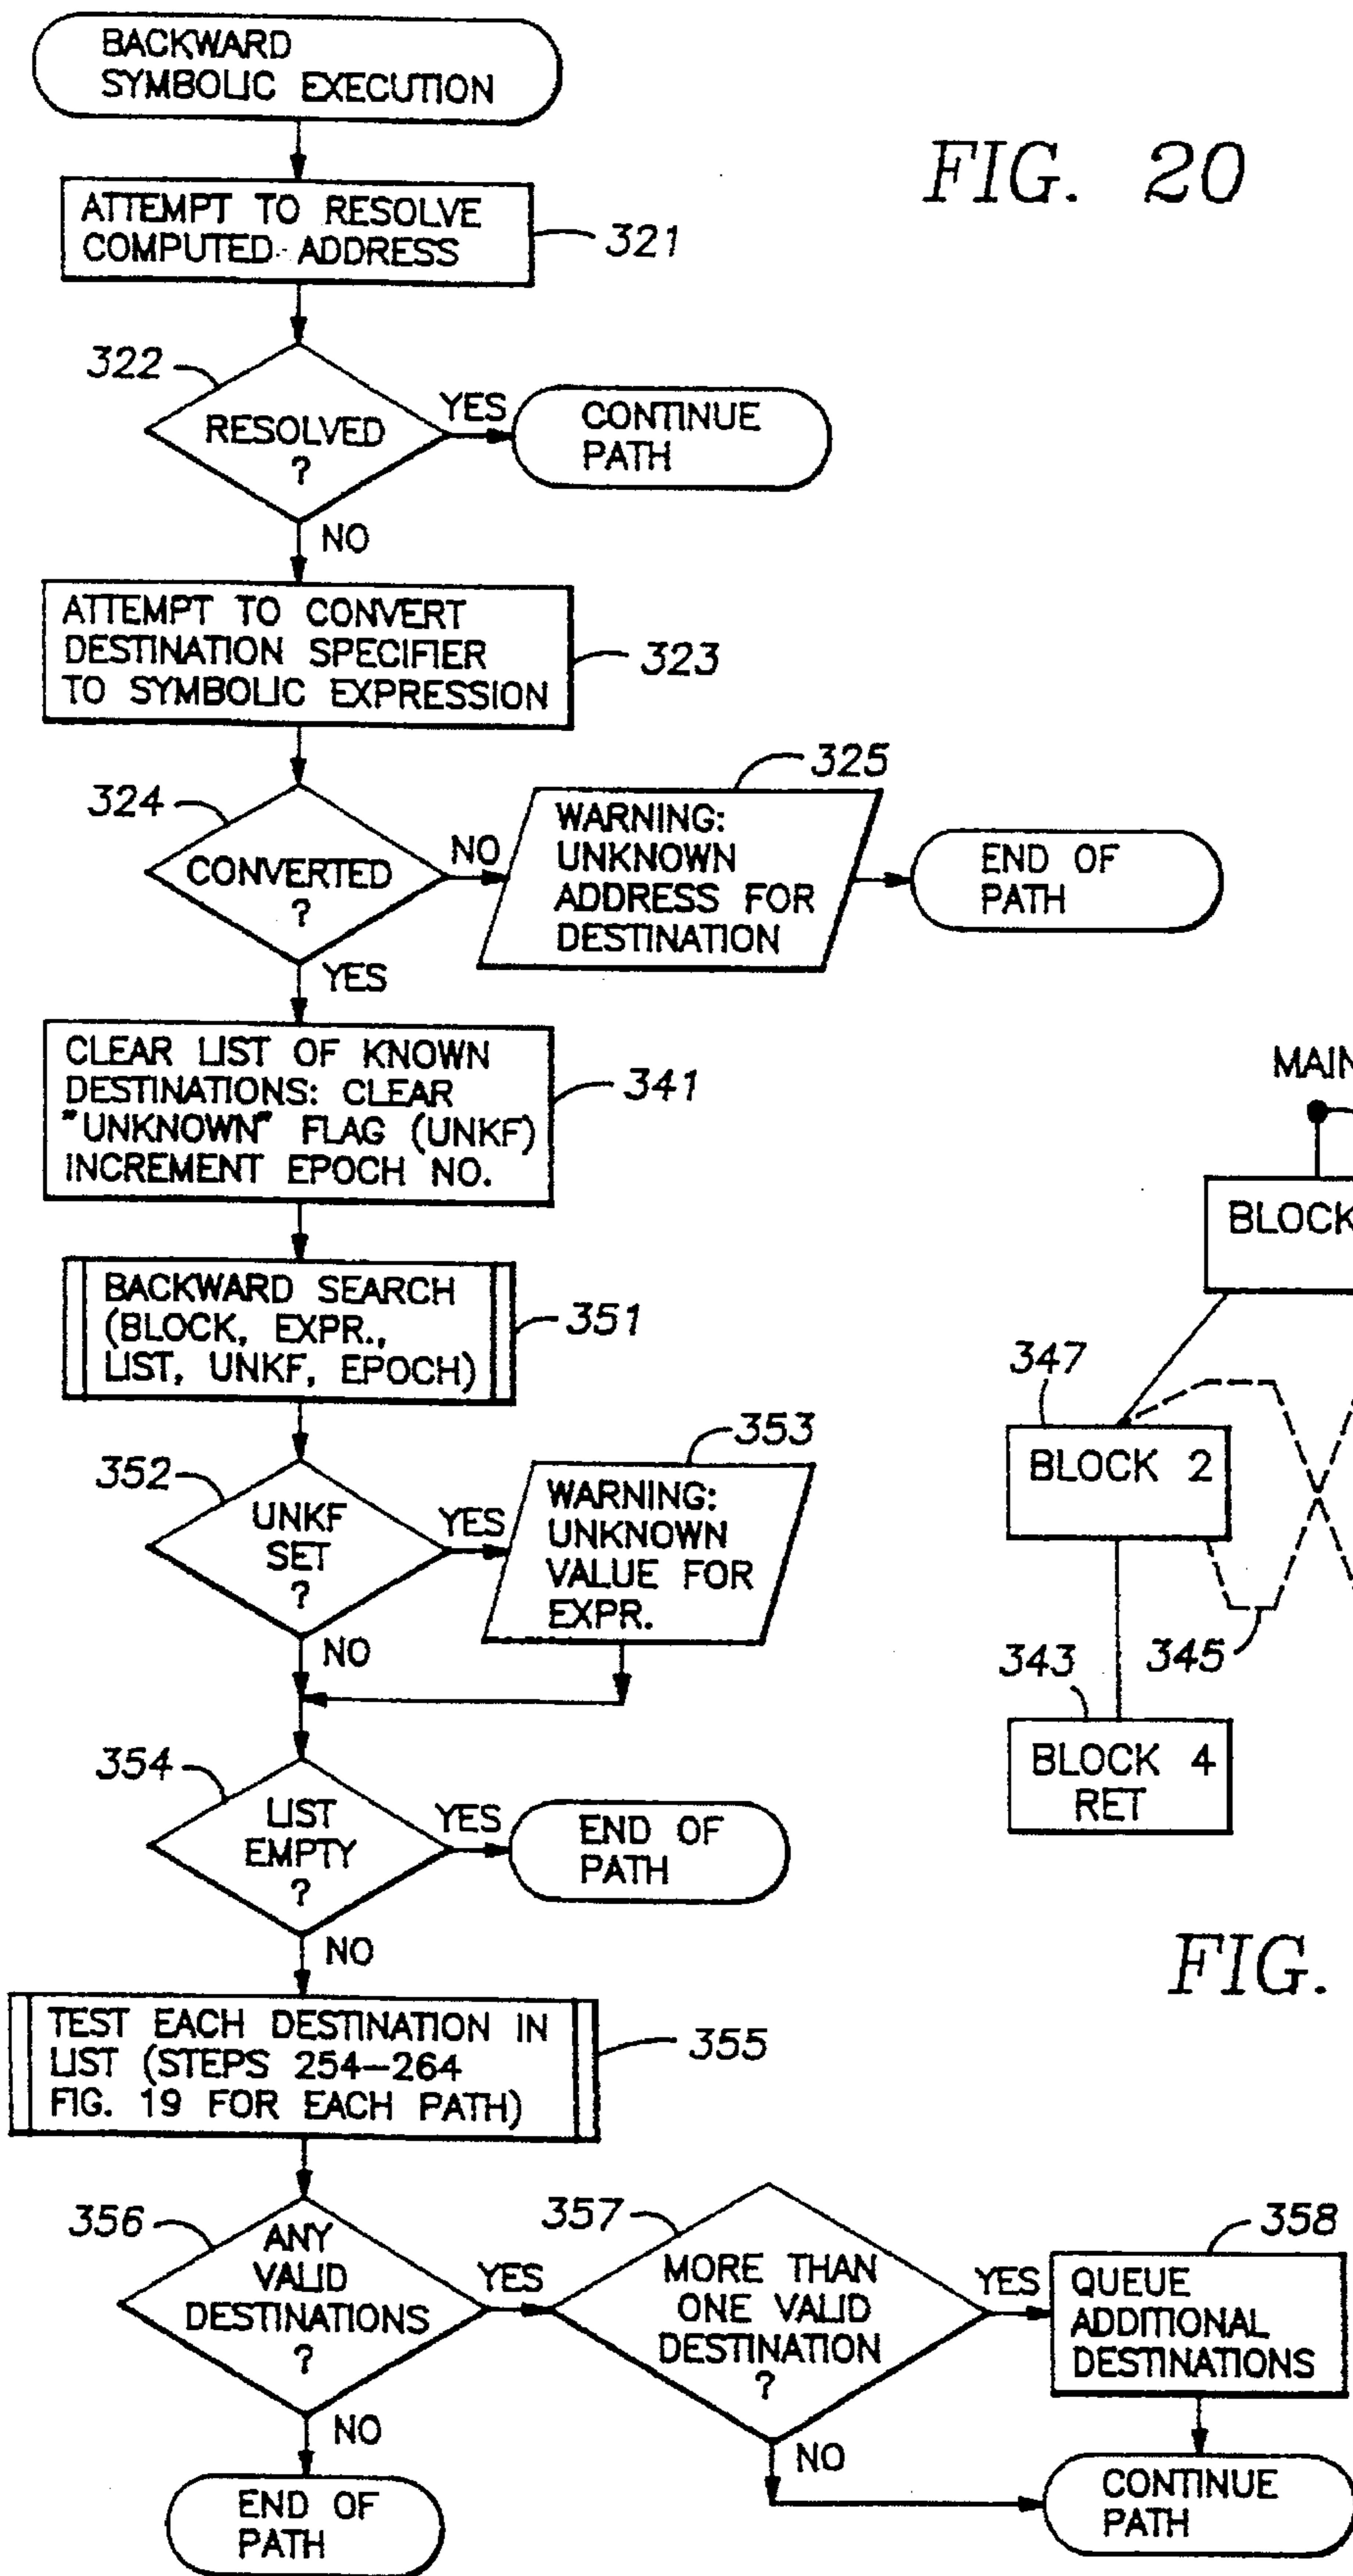 BACKWARD
SYMBOLIC EXECUTION
FIG. 20
ATTEMPT TO RESOLVE
COMPUTED ADDRESS
321
322
RESOLVED
?
YES
CONTINUE
PATH
NO
ATTEMPT TO CONVERT
DESTINATION SPECIFIER
TO SYMBOLIC EXPRESSION
323
324
CONVERTED
?
NO
325
WARNING:
UNKNOWN
ADDRESS FOR
DESTINATION
END OF
PATH
YES
CLEAR LIST OF KNOWN
DESTINATIONS: CLEAR
"UNKNOWN" FLAG (UNKF)
INCREMENT EPOCH NO.
341
BACKWARD SEARCH
(BLOCK, EXPR.,
LIST, UNKF, EPOCH)
351
352
UNKF
SET
?
YES
353
WARNING:
UNKNOWN
VALUE FOR
EXPR.
NO
354
LIST
EMPTY
?
YES
END OF
PATH
NO
TEST EACH DESTINATION IN
LIST (STEPS 254-264
FIG. 19 FOR EACH PATH)
355
356
ANY
VALID
DESTINATIONS
?
YES
357
MORE THAN
ONE VALID
DESTINATION
?
YES
358
QUEUE
ADDITIONAL
DESTINATIONS
NO
END OF
PATH
NO
CONTINUE
PATH
MAIN
BLOCK
347
BLOCK 2
345
343
BLOCK 4
RET
FIG.